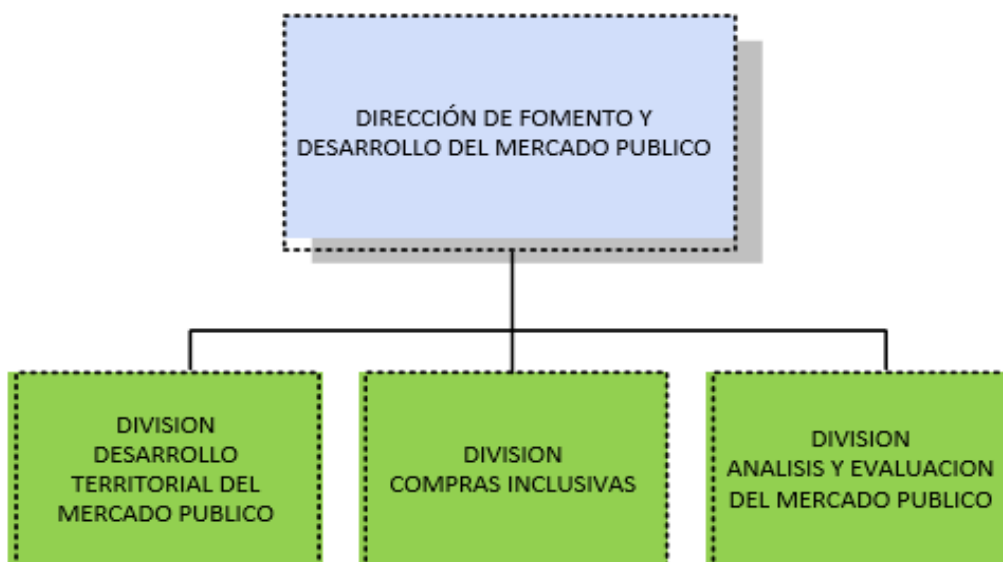 DIRECCIÓN DE FOMENTO Y
DESARROLLO DEL MERCADO PUBLICO
DIVISION
DESARROLLO
TERRITORIAL DEL
MERCADO PUBLICO
DIVISION
COMPRAS INCLUSIVAS
DIVISION
ANALISIS Y EVALUACION
DEL MERCADO PUBLICO